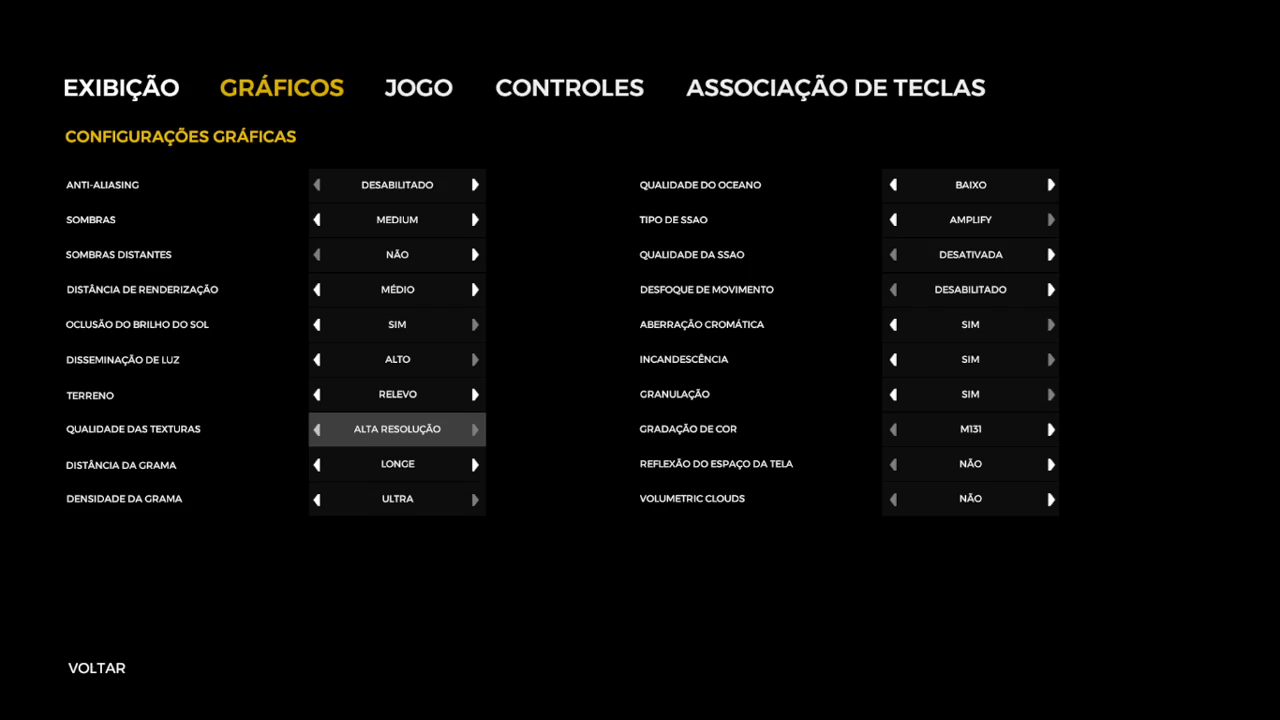 EXIBIÇÃO GRÁFICOS JOGO CONTROLES ASSOCIAÇÃO DE TECLAS
CONFIGURAÇÕES GRÁFICAS
ANTI-ALIASING DESABILITADO
SOMBRAS MEDIUM
SOMBRAS DISTANTES NÃO
DISTÂNCIA DE RENDERIZAÇÃO MÉDIO
OCLUSÃO DO BRILHO DO SOL SIM
DISSEMINAÇÃO DE LUZ ALTO
TERRENO RELEVO
QUALIDADE DAS TEXTURAS ALTA RESOLUÇÃO
DISTÂNCIA DA GRAMA LONGE
DENSIDADE DA GRAMA ULTRA
QUALIDADE DO OCEANO BAIXO
TIPO DE SSAO AMPLIFY
QUALIDADE DA SSAO DESATIVADA
DESFOQUE DE MOVIMENTO DESABILITADO
ABERRAÇÃO CROMÁTICA SIM
INCANDESCÊNCIA SIM
GRANULAÇÃO SIM
GRADAÇÃO DE COR M131
REFLEXÃO DO ESPAÇO DA TELA NÃO
VOLUMETRIC CLOUDS NÃO
VOLTAR